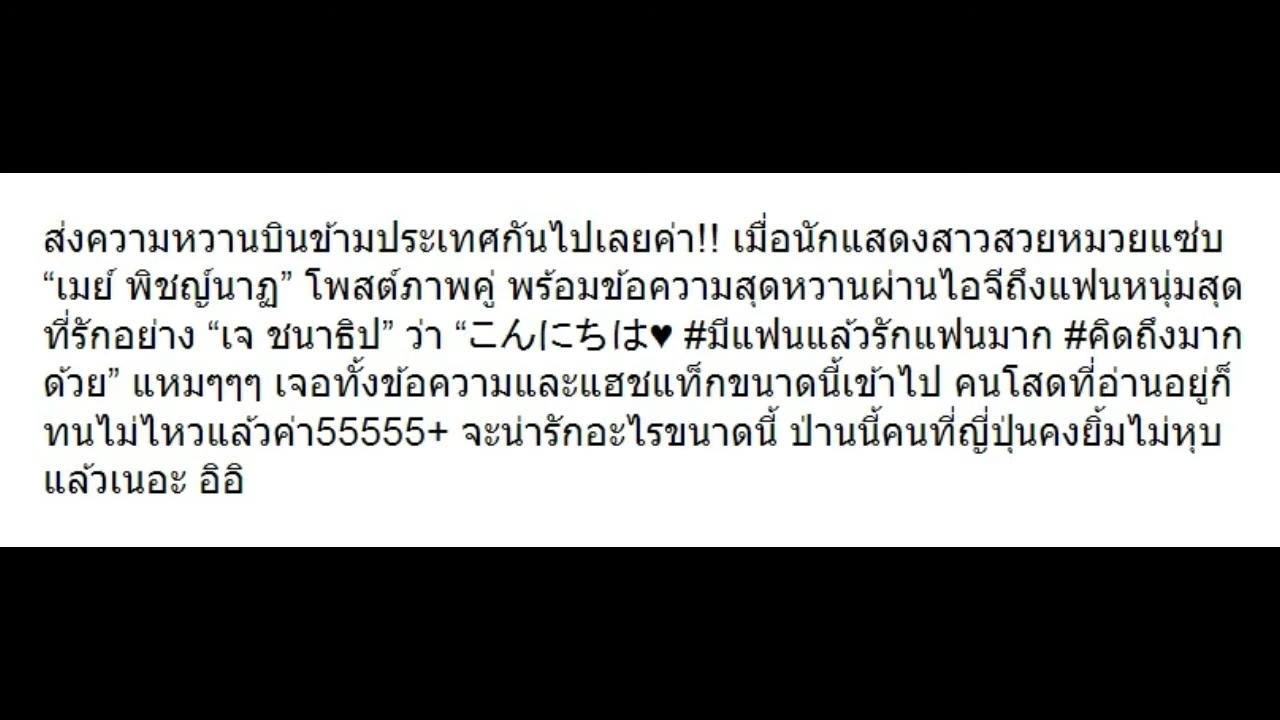 ส่งความหวานบินข้ามประเทศกันไปเลยค่า!! เมื่อนักแสดงสาวสวยหมวยแซ่บ
“เมย์ พิชญ์นาฏ” โพสต์ภาพคู่ พร้อมข้อความสุดหวานผ่านไอจีถึงแฟนหนุ่มสุด
ที่รักอย่าง “เจ ชนาธิป” ว่า “こんにちは♥ #มีแฟนแล้วรักแฟนมาก #คิดถึงมาก
ด้วย” แหมๆๆๆ เจอทั้งข้อความและแฮชแท็กขนาดนี้เข้าไป คนโสดที่อ่านอยู่ก็
ทนไม่ไหวแล้วค่า55555+ จะน่ารักอะไรขนาดนี้ ป่านนี้คนที่ญี่ปุ่นคงยิ้มไม่หุบ
แล้วเนอะ อิอิ